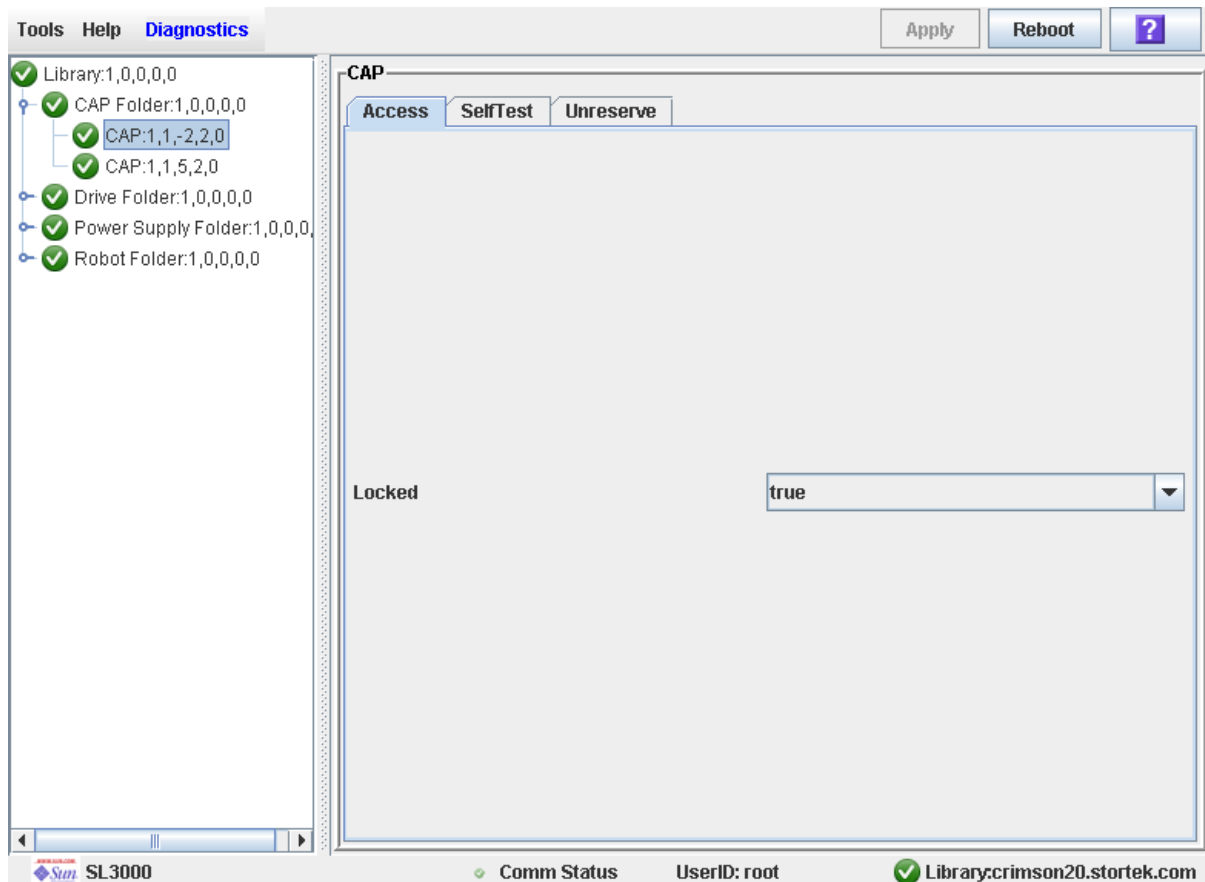 Tools Help Diagnostics Apply Reboot ?
Library:1,0,0,0,0
CAP Folder:1,0,0,0,0
CAP:1,1,-2,2,0
CAP:1,1,5,2,0
Drive Folder:1,0,0,0,0
Power Supply Folder:1,0,0,0,
Robot Folder:1,0,0,0,0
CAP
Access SelfTest Unreserve
Locked true
Sun SL3000 Comm Status UserID: root Library:crimson20.stortek.com